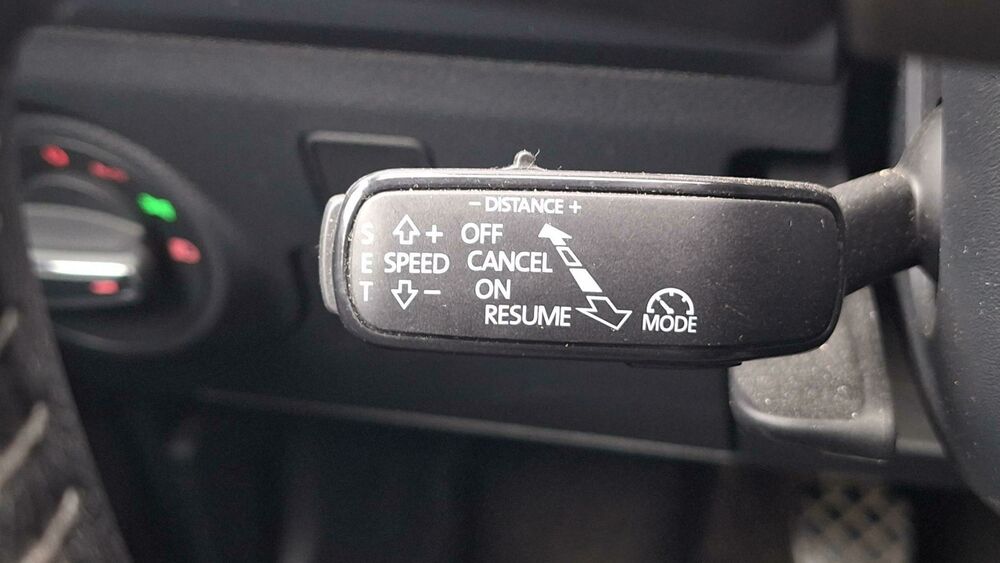 - DISTANCE +
S + OFF
E SPEED CANCEL
T - ON
RESUME
MODE